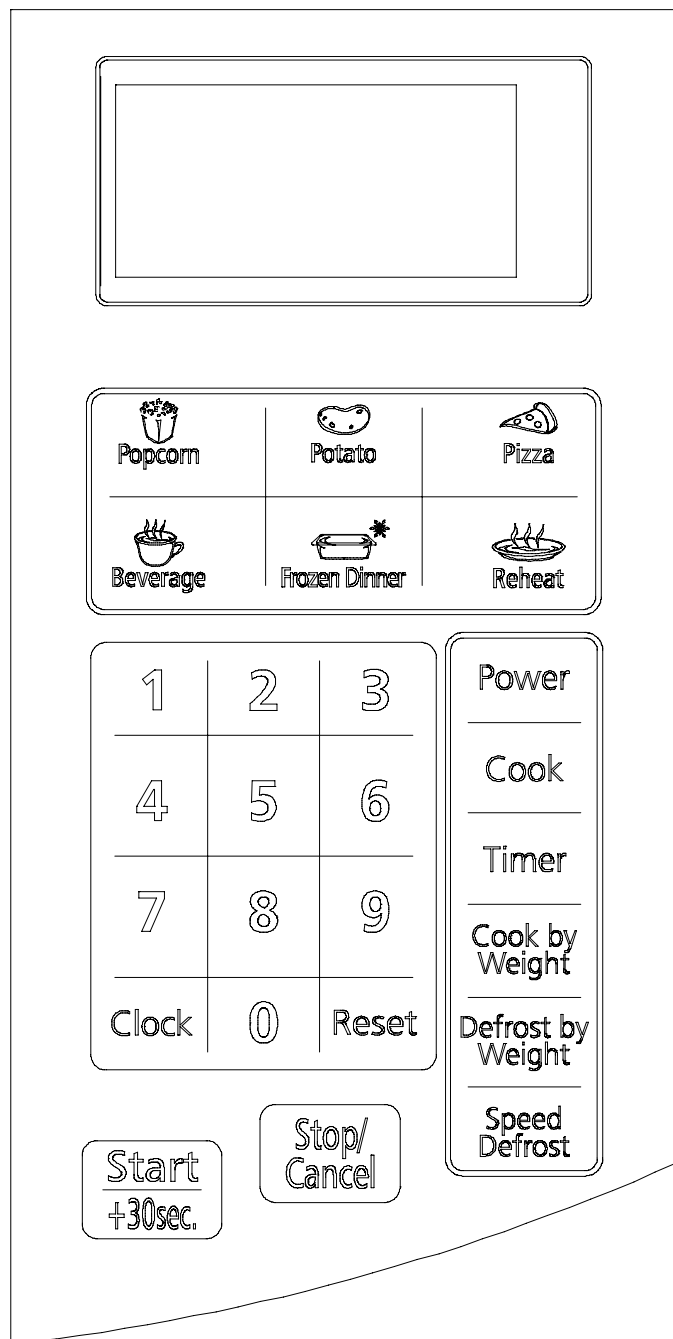 Popcorn Potato Pizza
Beverage Frozen Dinner Reheat
1 2 3
4 5 6
7 8 9
Clock 0 Reset
Power
Cook
Timer
Cook by
Weight
Defrost by
Weight
Speed
Defrost
Start
+30sec.
Stop/
Cancel